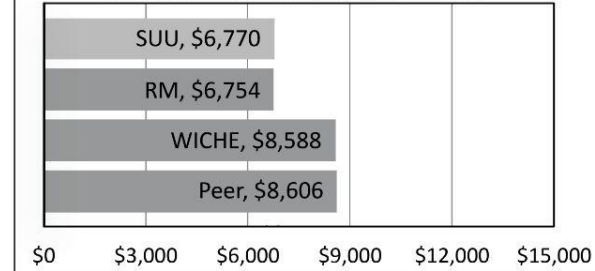 SUU, $6,770
RM, $6,754
WICHE, $8,588
Peer, $8,606
$0 $3,000 $6,000 $9,000 $12,000 $15,000